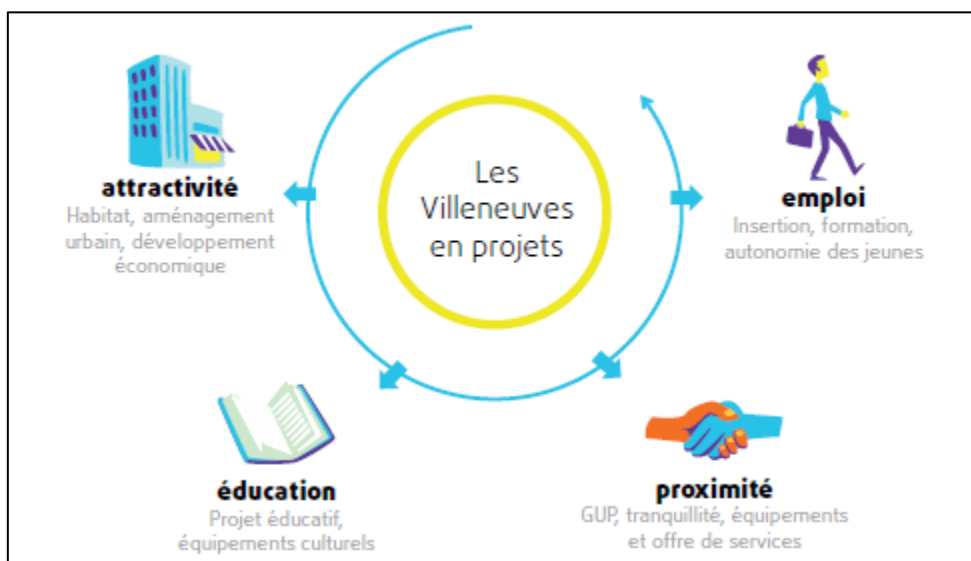 Les
Villeneuves
en projets
attractivité
Habitat, aménagement
urbain, développement
économique
emploi
Insertion, formation,
autonomie des jeunes
éducation
Projet éducatif,
équipements culturels
proximité
GUP, tranquillité, équipements
et offre de services